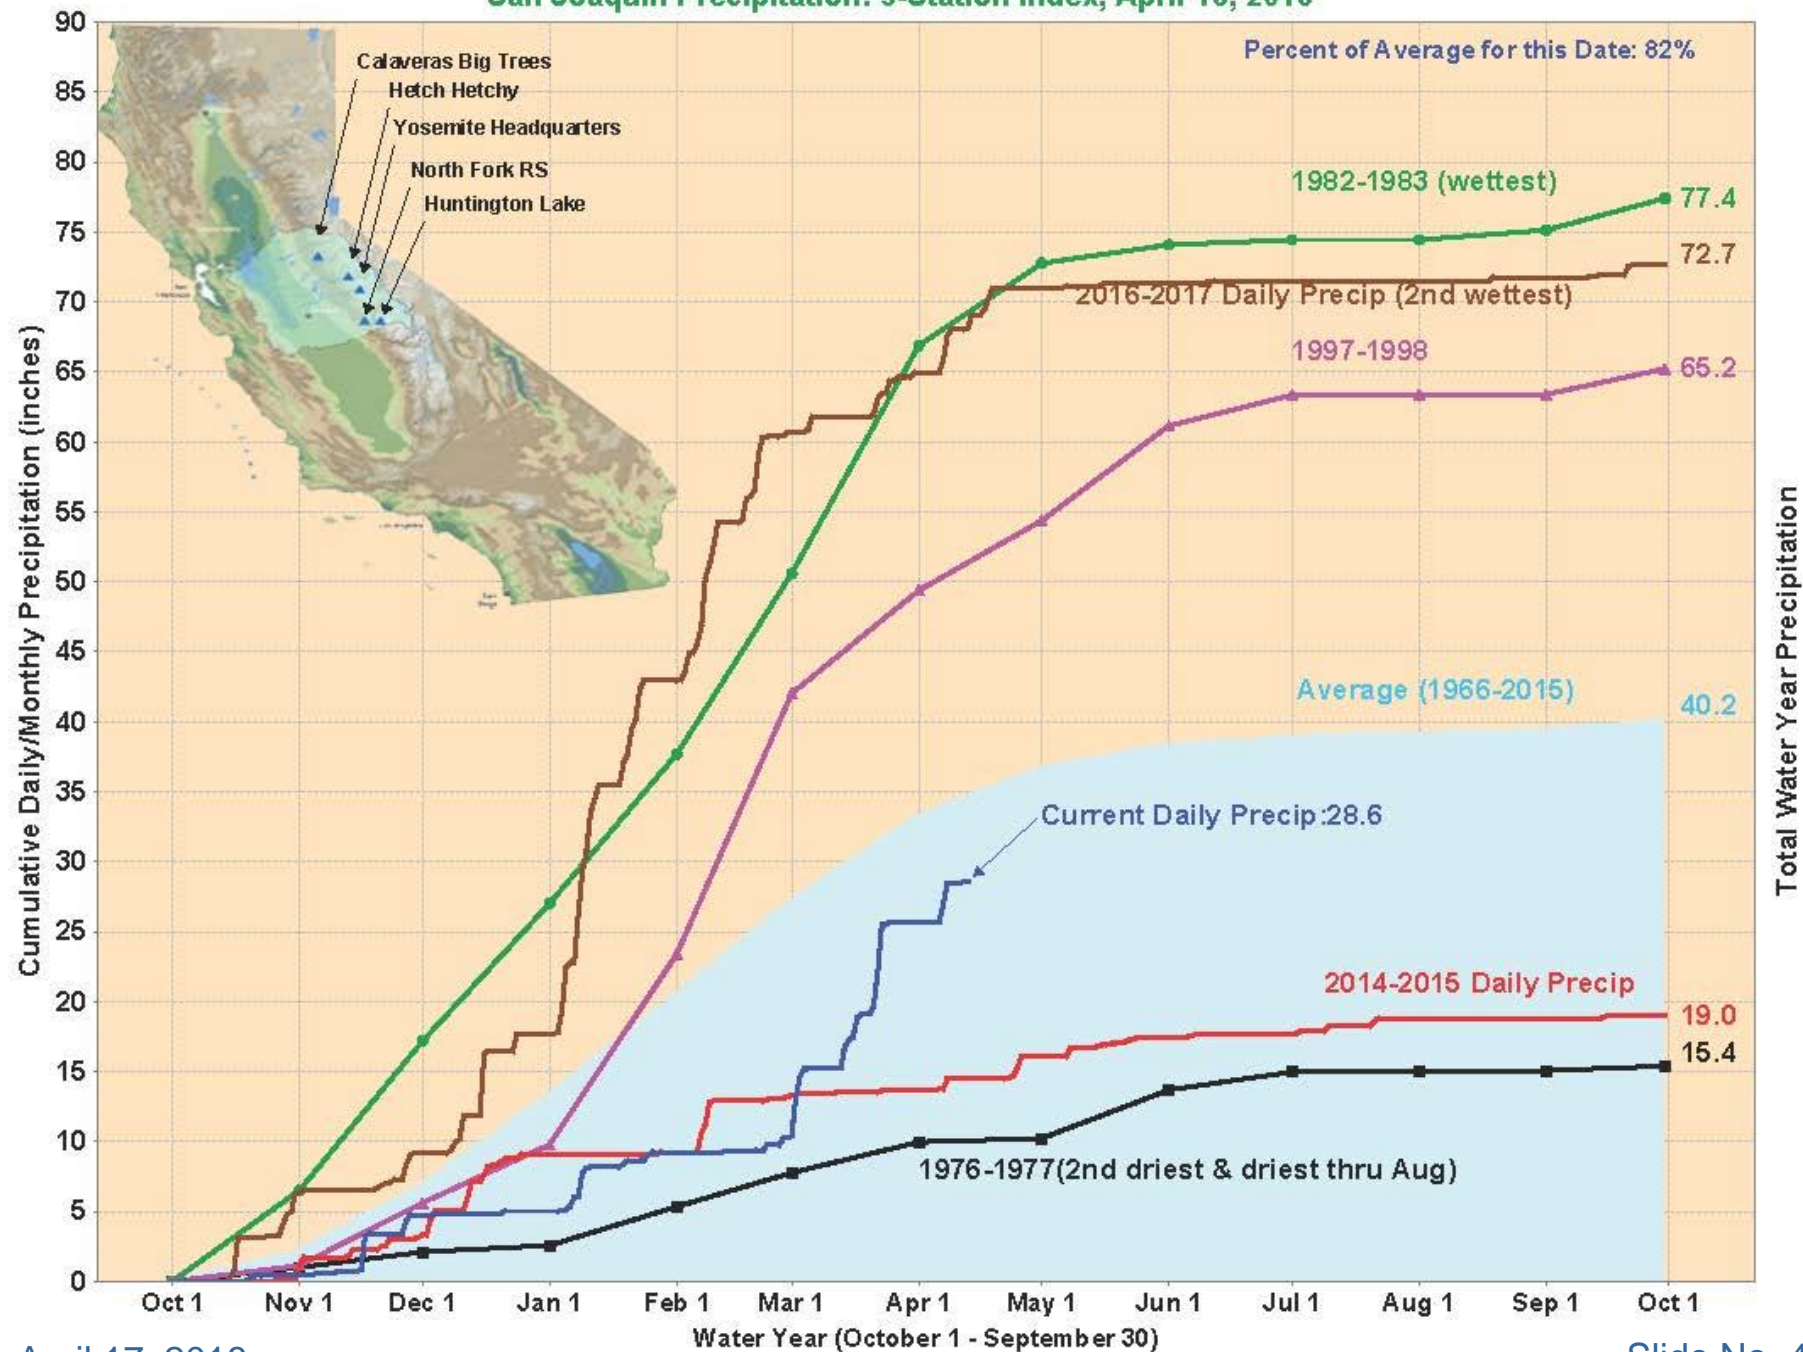 90
Percent of Average for this Date: 82%
Calaveras Big Trees
Hetch Hetchy
Yosemite Headquarters
North Fork RS
Huntington Lake
85
80
75
70
65
60
55
50
45
40
35
30
25
20
15
10
5
0
Cumulative Daily/Monthly Precipitation (inches)
1982-1983 (wettest)
77.4
72.7
2016-2017 Daily Precip (2nd wettest)
1997-1998
65.2
Average (1966-2015)
40.2
Current Daily Precip:28.6
2014-2015 Daily Precip
19.0
15.4
1976-1977(2nd driest & driest thru Aug)
Total Water Year Precipitation
Oct 1 Nov 1 Dec 1 Jan 1 Feb 1 Mar 1 Apr 1 May 1 Jun 1 Jul 1 Aug 1 Sep 1 Oct 1
Water Year (October 1 - September 30)